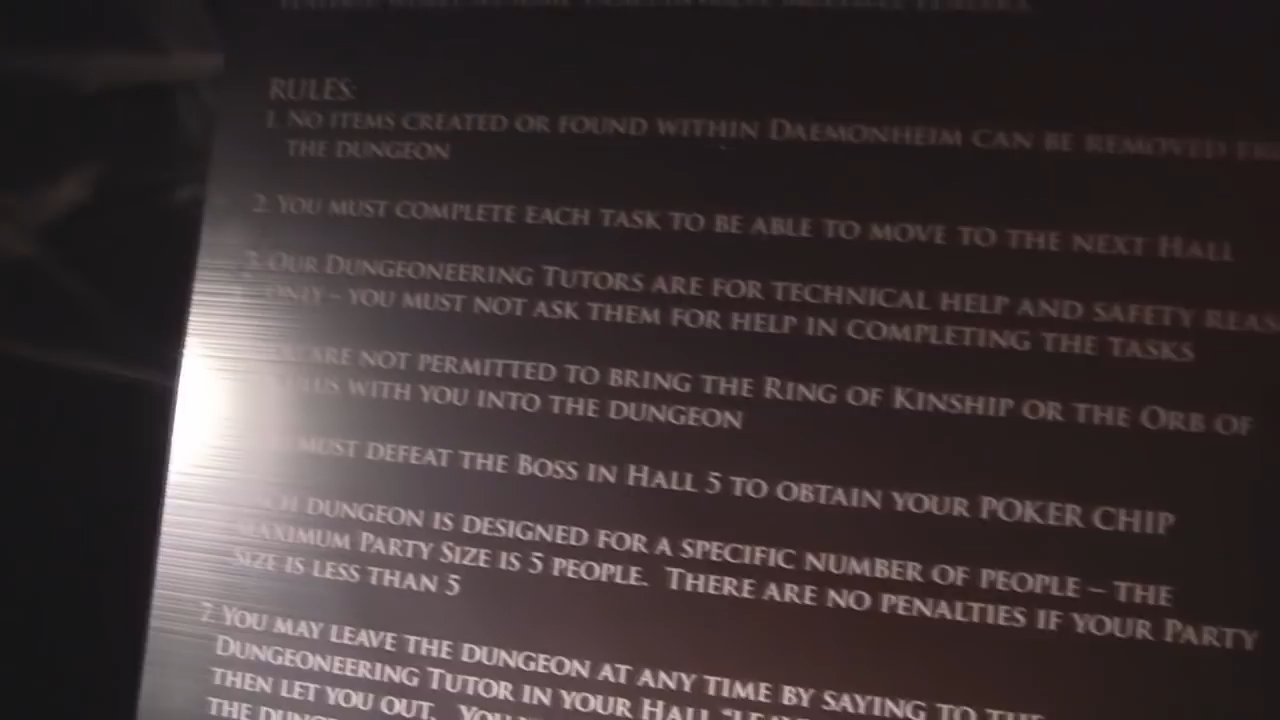 RULES:
1. NO ITEMS CREATED OR FOUND WITHIN DAEMONHEIM CAN BE REMOVED
THE DUNGEON
2. YOU MUST COMPLETE EACH TASK TO BE ABLE TO MOVE TO THE NEXT HALL
3. OUR DUNGEONEERING TUTORS ARE FOR TECHNICAL HELP AND SAFETY REAS
ONLY – YOU MUST NOT ASK THEM FOR HELP IN COMPLETING THE TASKS
ARE NOT PERMITTED TO BRING THE RING OF KINSHIP OR THE ORB OF
WITH YOU INTO THE DUNGEON
MUST DEFEAT THE BOSS IN HALL 5 TO OBTAIN YOUR POKER CHIP
DUNGEON IS DESIGNED FOR A SPECIFIC NUMBER OF PEOPLE – THE
MAXIMUM PARTY SIZE IS 5 PEOPLE. THERE ARE NO PENALTIES IF YOUR PARTY
SIZE IS LESS THAN 5
7. YOU MAY LEAVE THE DUNGEON AT ANY TIME BY SAYING TO THE
DUNGEONEERING TUTOR IN YOUR HALL
THEN LET YOU OUT.
THE